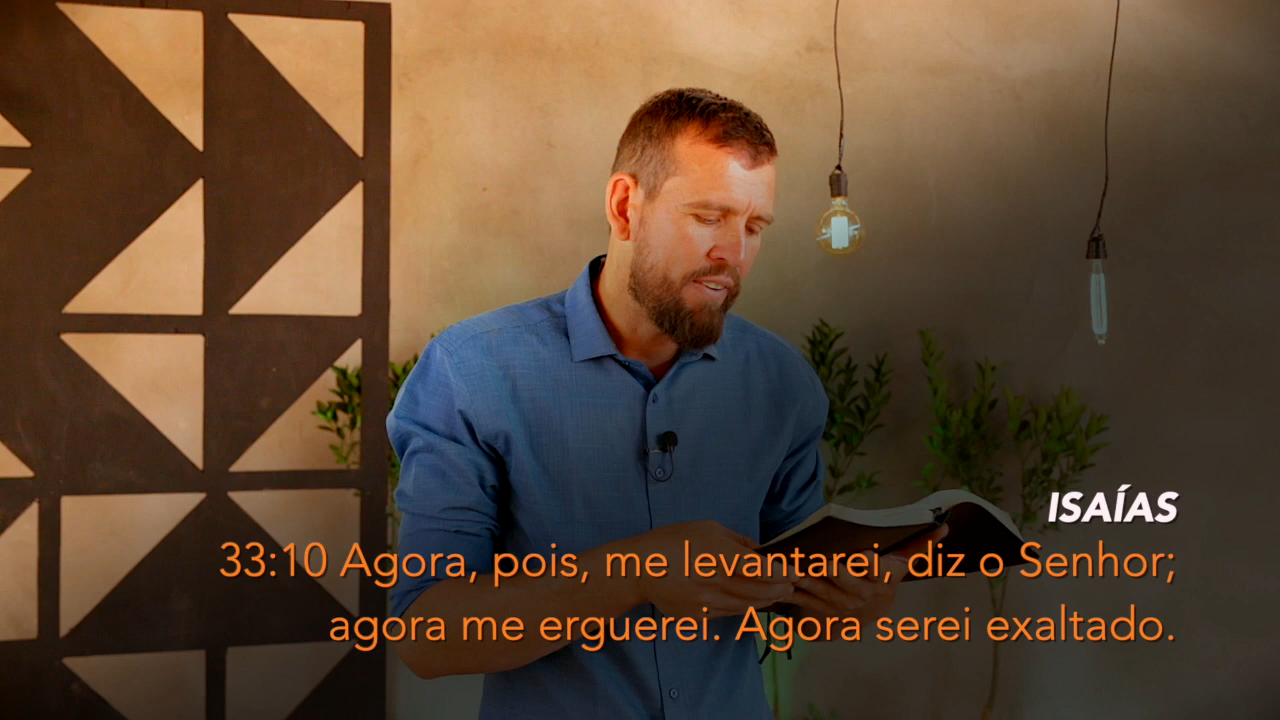 ISAÍAS
33:10 Agora, pois, me levantarei, diz o Senhor;
agora me erguerei. Agora serei exaltado.